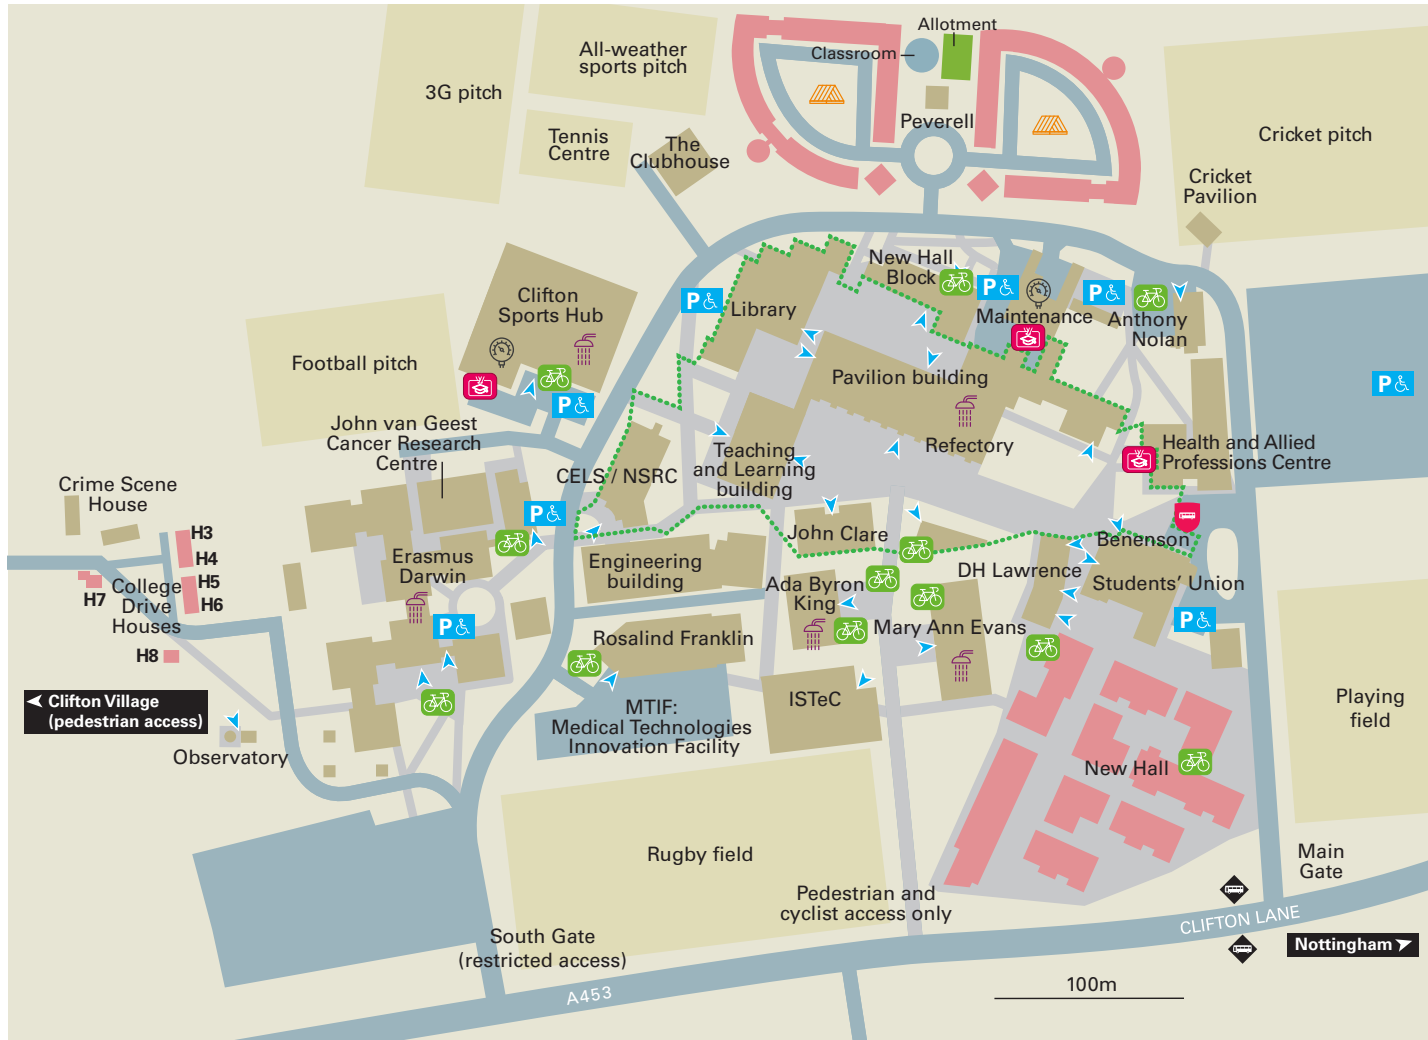 Allotment
Classroom
All-weather
sports pitch
3G pitch
Peverell
Tennis
Centre
The
Clubhouse
Cricket pitch
Cricket
Pavilion
New Hall
Block
Clifton
Sports Hub
Library
P
P
P
Maintenance
Anthony
Nolan
Football pitch
Pavilion building
P
P
John van Geest
Cancer Research
Centre
Refectory
Health and Allied
Professions Centre
Teaching
and Learning
building
CELS / NSRC
Crime Scene
House
P
H3
H4
H5
H6
H7
College
Drive
Houses
H8
John Clare
Benenson
Erasmus
Darwin
Engineering
building
DH Lawrence
Students' Union
Ada Byron
King
P
P
Rosalind Franklin
Mary Ann Evans
Clifton Village
(pedestrian access)
Observatory
MTIF:
Medical Technologies
Innovation Facility
ISTeC
Playing
field
New Hall
Rugby field
Main
Gate
Pedestrian and
cyclist access only
CLIFTON LANE
South Gate
(restricted access)
Nottingham
A453
100m